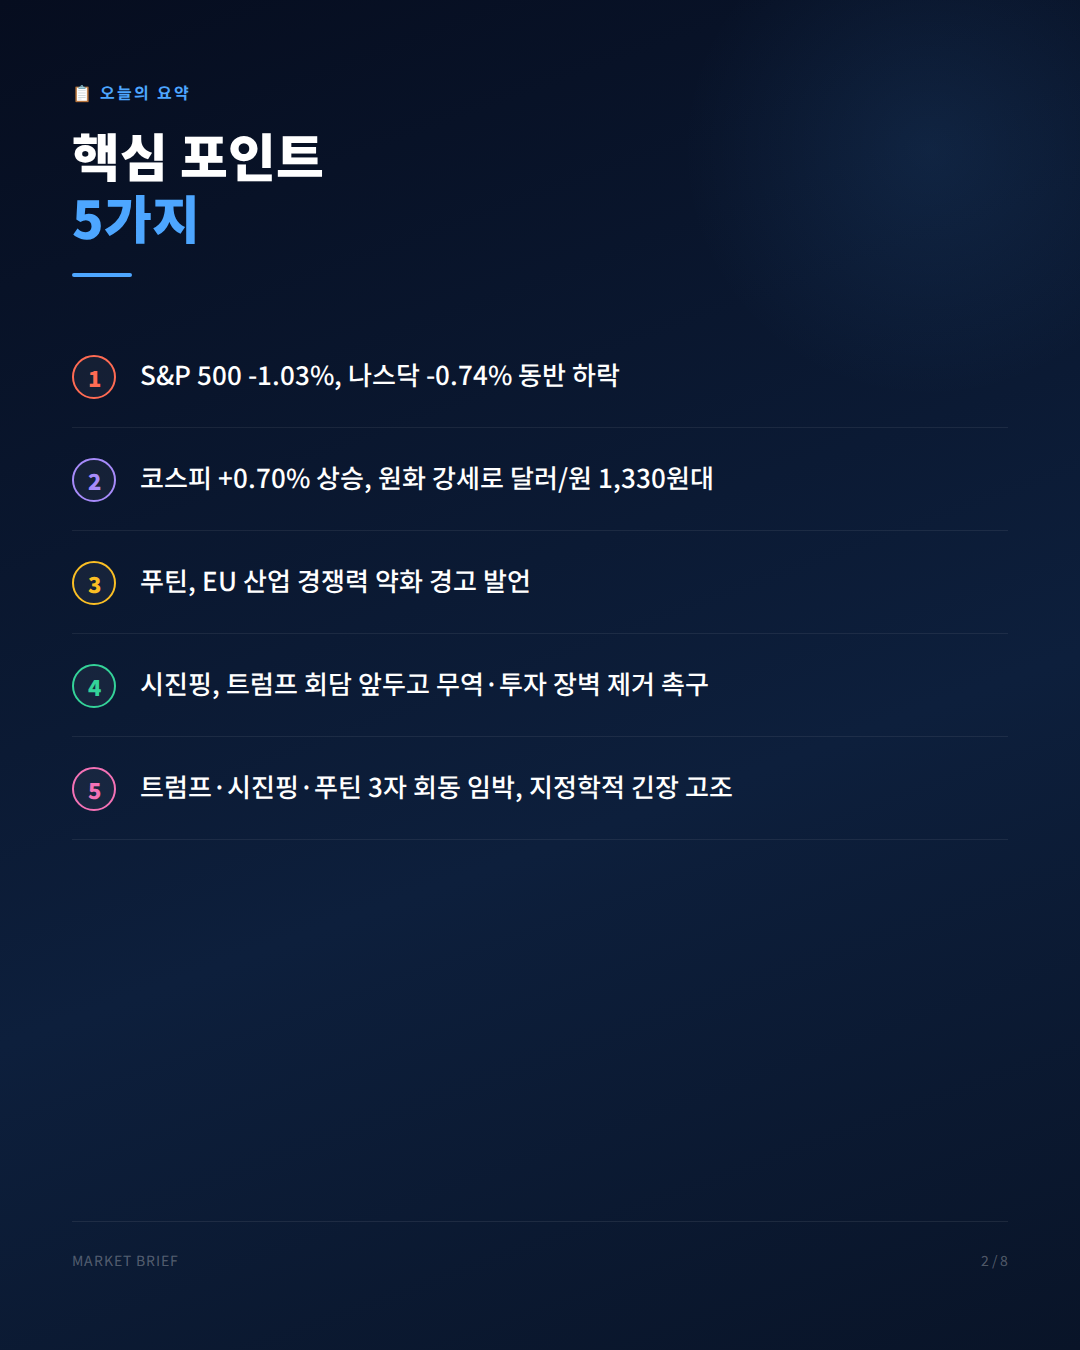 📋 오늘의 요약
핵심 포인트
5가지
1 S&P 500 -1.03%, 나스닥 -0.74% 동반 하락
2 코스피 +0.70% 상승, 원화 강세로 달러/원 1,330원대
3 푸틴, EU 산업 경쟁력 약화 경고 발언
4 시진핑, 트럼프 회담 앞두고 무역·투자 장벽 제거 촉구
5 트럼프·시진핑·푸틴 3자 회동 임박, 지정학적 긴장 고조
MARKET BRIEF 2 / 8